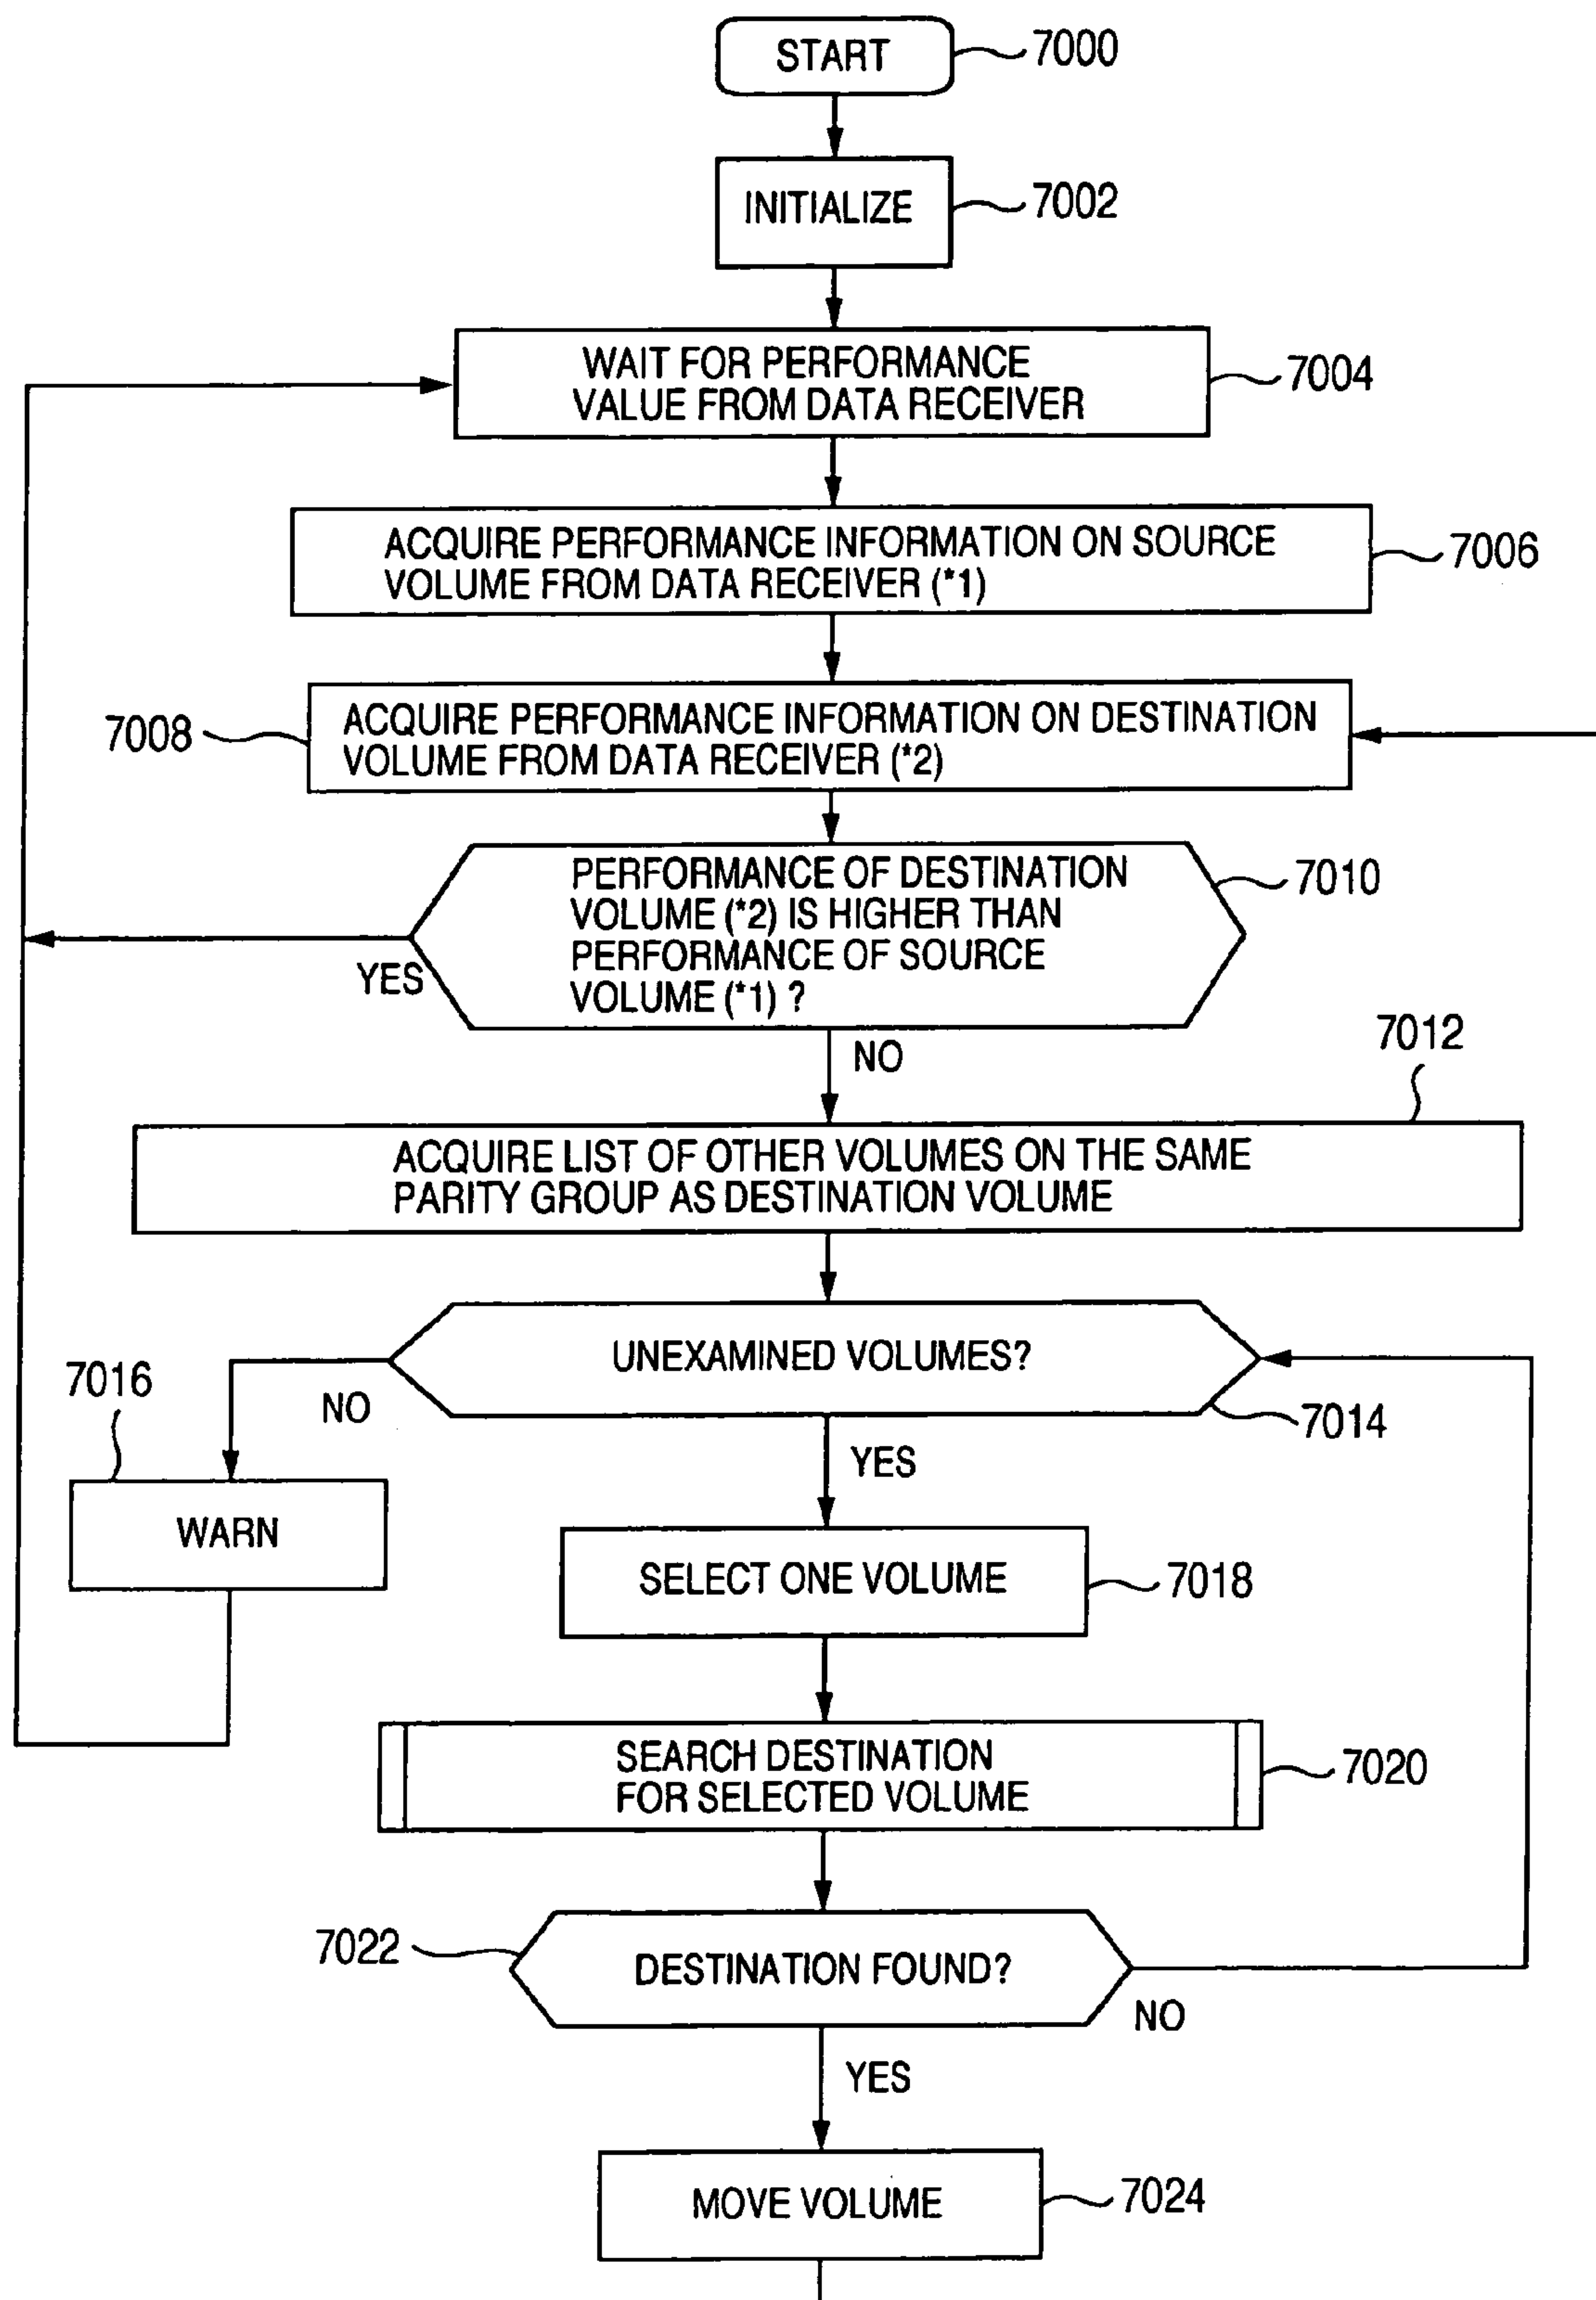 START
7000
INITIALIZE
7002
WAIT FOR PERFORMANCE
VALUE FROM DATA RECEIVER
7004
ACQUIRE PERFORMANCE INFORMATION ON SOURCE
VOLUME FROM DATA RECEIVER (*1)
7006
7008
ACQUIRE PERFORMANCE INFORMATION ON DESTINATION
VOLUME FROM DATA RECEIVER (*2)
PERFORMANCE OF DESTINATION
VOLUME (*2) IS HIGHER THAN
PERFORMANCE OF SOURCE
VOLUME (*1) ?
7010
YES
NO
7012
ACQUIRE LIST OF OTHER VOLUMES ON THE SAME
PARITY GROUP AS DESTINATION VOLUME
UNEXAMINED VOLUMES?
7014
NO
7016
WARN
YES
SELECT ONE VOLUME
7018
SEARCH DESTINATION
FOR SELECTED VOLUME
7020
7022
DESTINATION FOUND?
NO
YES
MOVE VOLUME
7024